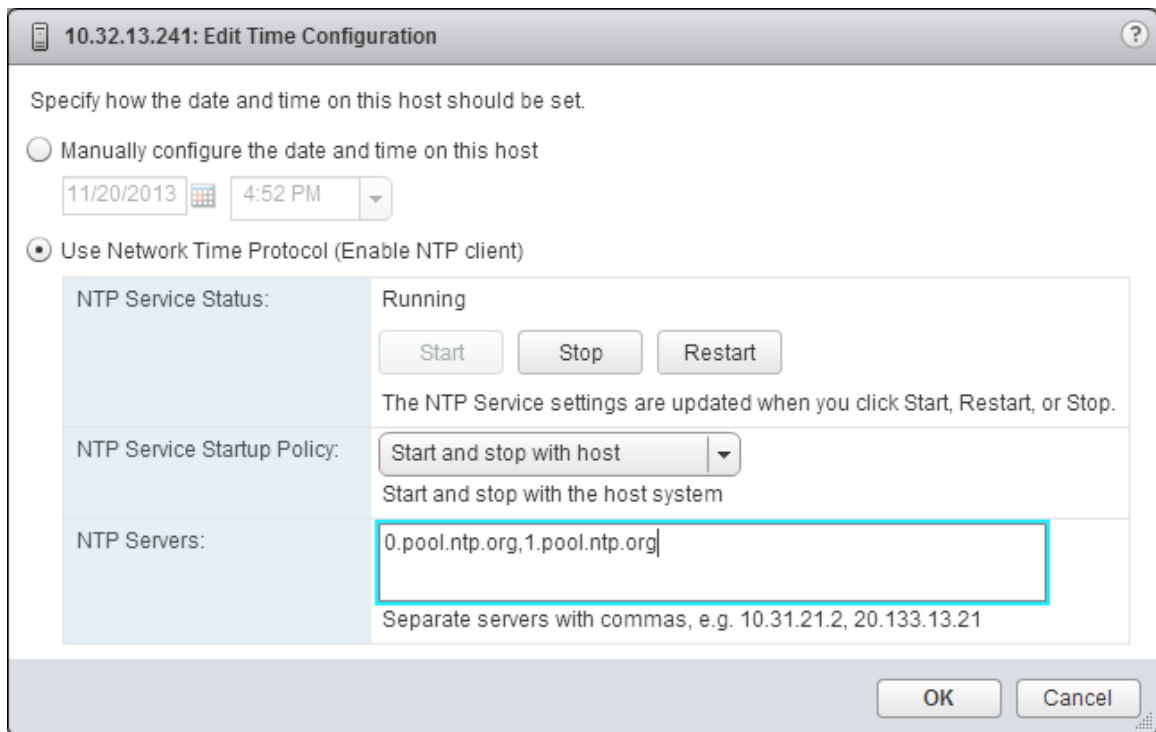 10.32.13.241: Edit Time Configuration
?
Specify how the date and time on this host should be set.
Manually configure the date and time on this host
11/20/2013 4:52 PM
Use Network Time Protocol (Enable NTP client)
NTP Service Status: Running
Start Stop Restart
The NTP Service settings are updated when you click Start, Restart, or Stop.
NTP Service Startup Policy: Start and stop with host
Start and stop with the host system
NTP Servers: 0.pool.ntp.org,1.pool.ntp.org
Separate servers with commas, e.g. 10.31.21.2, 20.133.13.21
OK Cancel